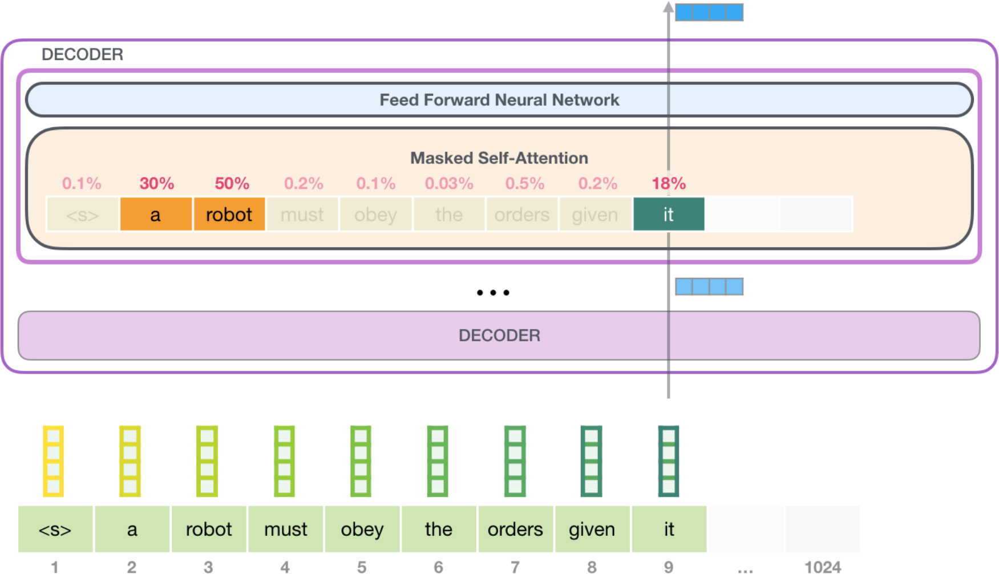 DECODER
Feed Forward Neural Network
Masked Self-Attention
0.1% 30% 50% 0.2% 0.1% 0.03% 0.5% 0.2% 18%
<s> a robot must obey the orders given it
...
DECODER
<s> a robot must obey the orders given it
1 2 3 4 5 6 7 8 9 ... 1024